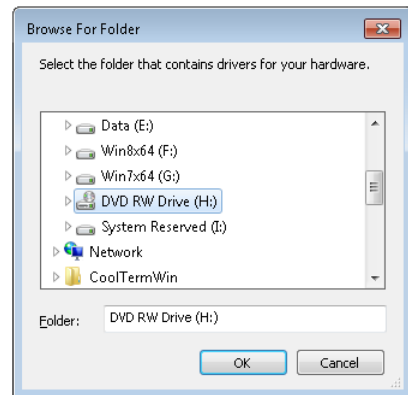 Browse For Folder
Select the folder that contains drivers for your hardware.
Data (E:)
Win8x64 (F:)
Win7x64 (G:)
DVD RW Drive (H:)
System Reserved (I:)
Network
CoolTermWin
Folder: DVD RW Drive (H:)
OK Cancel